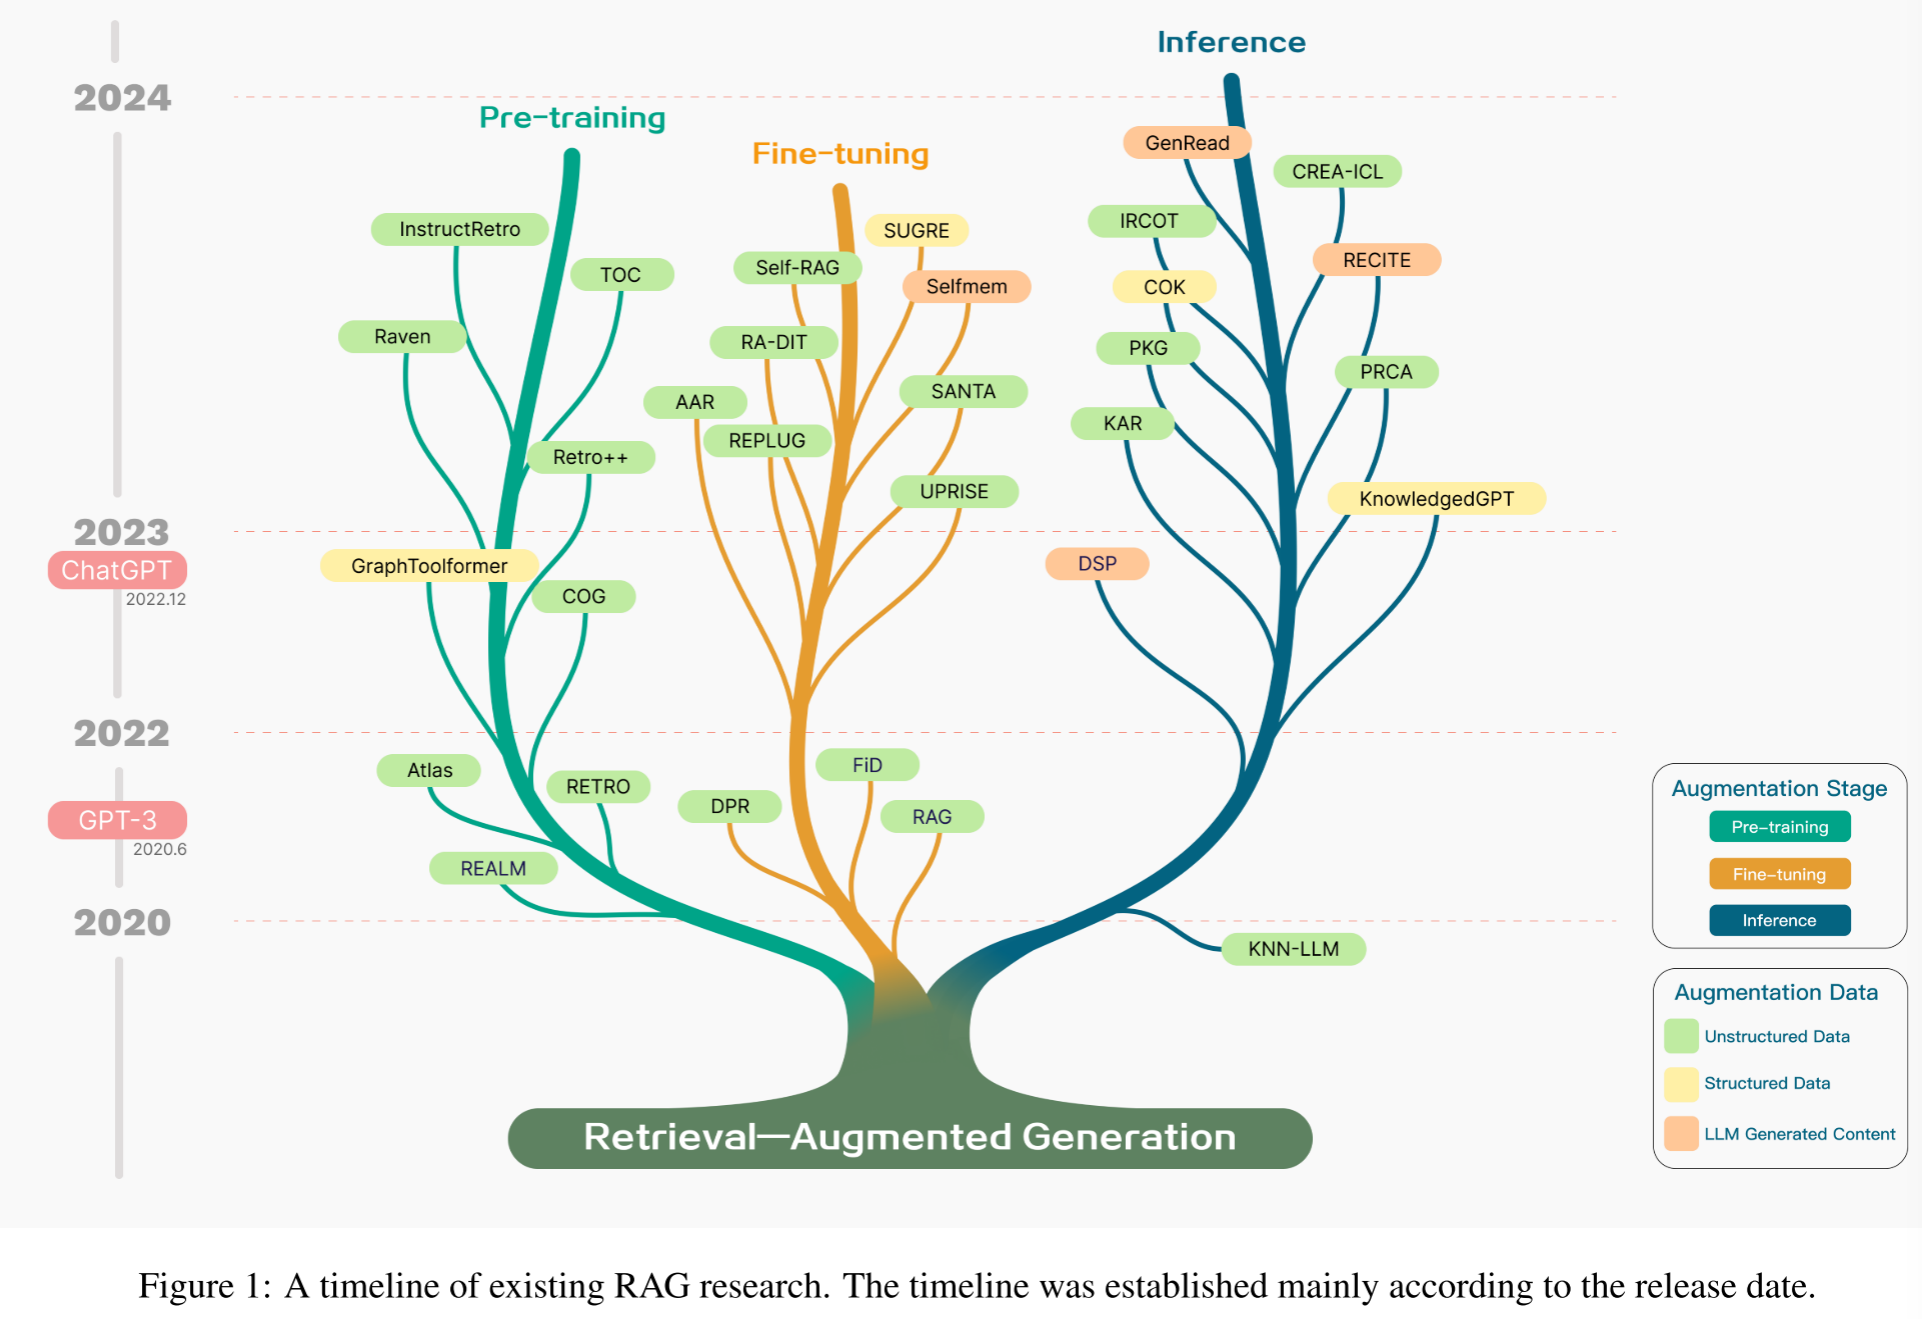 Inference
2024
Pre-training
GenRead
Fine-tuning
CREA-ICL
InstructRetro
SUGRE
IRCOT
TOC
Self-RAG
RECITE
Selfmem
COK
Raven
RA-DIT
PKG
PRCA
AAR
SANTA
KAR
REPLUG
Retro++
UPRISE
KnowledgedGPT
2023
ChatGPT
2022.12
GraphToolformer
DSP
COG
2022
Atlas
FiD
RETRO
DPR
RAG
GPT-3
2020.6
REALM
2020
KNN-LLM
Augmentation Stage
Pre-training
Fine-tuning
Inference
Augmentation Data
Unstructured Data
Structured Data
LLM Generated Content
Retrieval—Augmented Generation
Figure 1: A timeline of existing RAG research. The timeline was established mainly according to the release date.